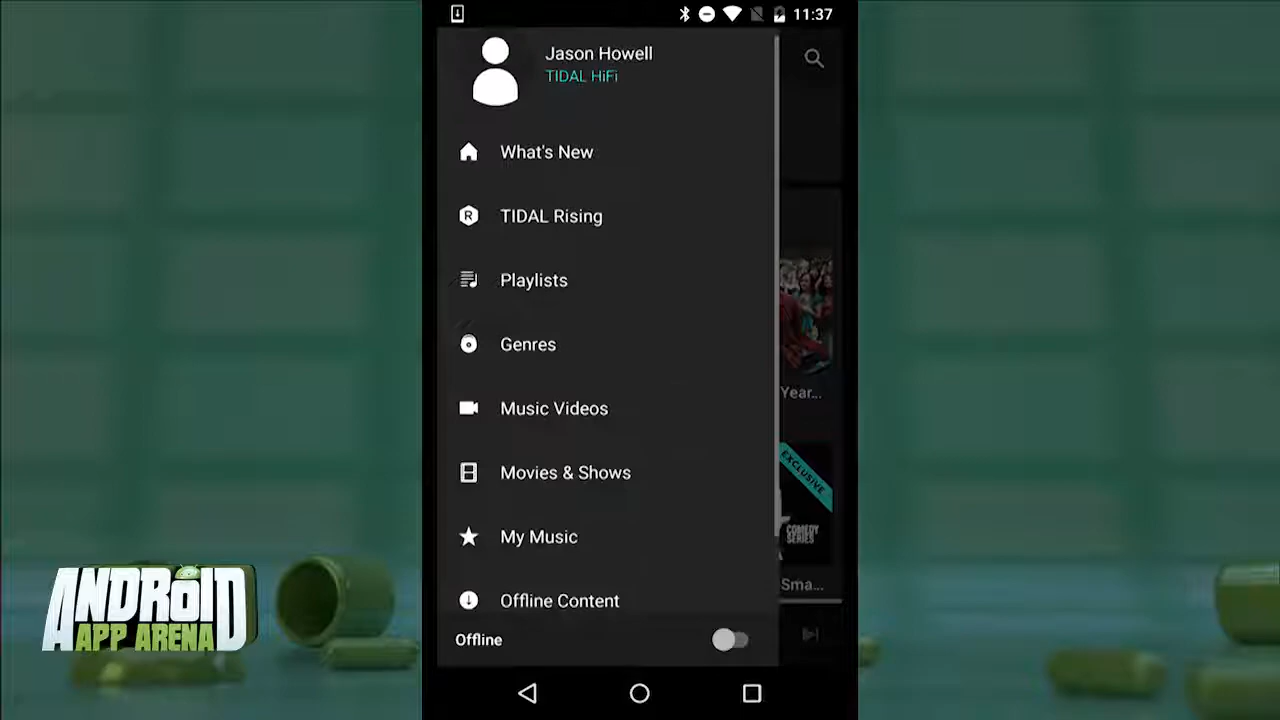 11:37
Jason Howell
TIDAL HiFi
What's New
TIDAL Rising
Playlists
Genres
Year...
Music Videos
EXCLUSIVE
Movies & Shows
COMEDY
SERIES
My Music
Sma...
Offline Content
Offline
ANDROID
APP ARENA